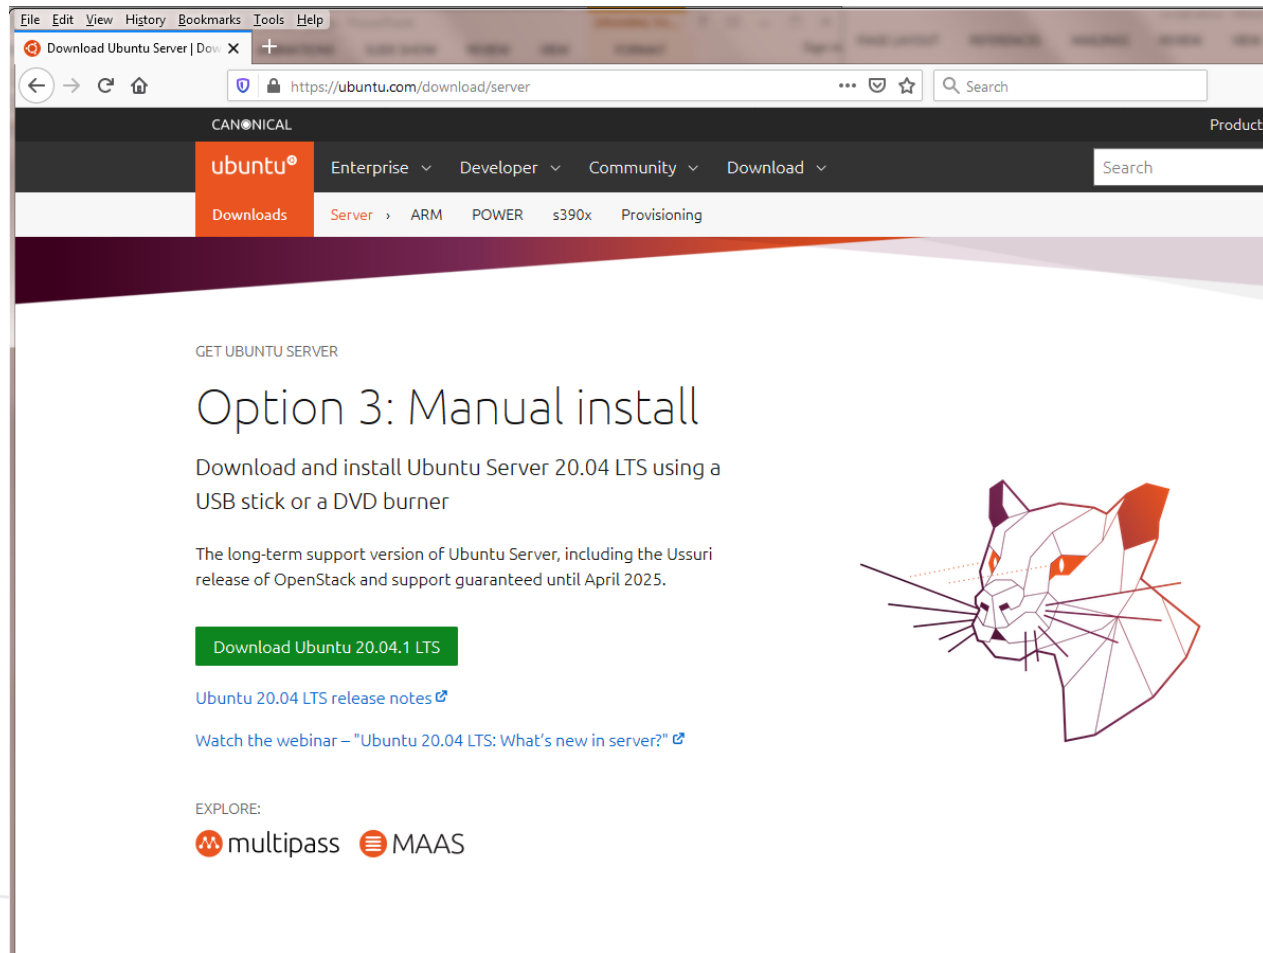 File Edit View History Bookmarks Tools Help
Download Ubuntu Server | Dow
https://ubuntu.com/download/server
Search
CANONICAL
Product
ubuntu
Enterprise Developer Community Download
Search
Downloads
Server › ARM POWER s390x Provisioning
GET UBUNTU SERVER
Option 3: Manual install
Download and install Ubuntu Server 20.04 LTS using a
USB stick or a DVD burner
The long-term support version of Ubuntu Server, including the Ussuri
release of OpenStack and support guaranteed until April 2025.
Download Ubuntu 20.04.1 LTS
Ubuntu 20.04 LTS release notes
Watch the webinar – "Ubuntu 20.04 LTS: What's new in server?"
EXPLORE:
multipass MAAS